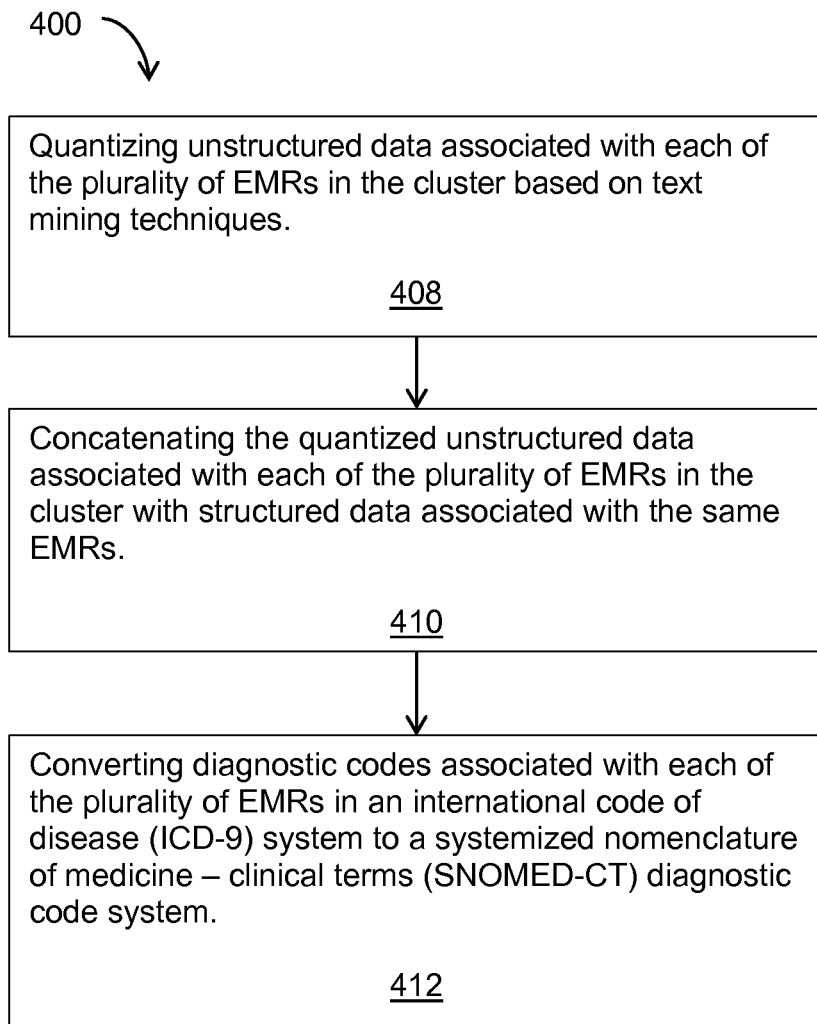 400
Quantizing unstructured data associated with each of
the plurality of EMRs in the cluster based on text
mining techniques.
408
Concatenating the quantized unstructured data
associated with each of the plurality of EMRs in the
cluster with structured data associated with the same
EMRs.
410
Converting diagnostic codes associated with each of
the plurality of EMRs in an international code of
disease (ICD-9) system to a systemized nomenclature
of medicine – clinical terms (SNOMED-CT) diagnostic
code system.
412